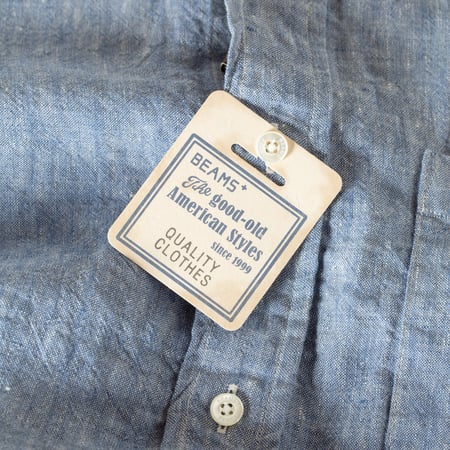 BEAMS+
The good-old
American Styles
since 1999
QUALITY
CLOTHES